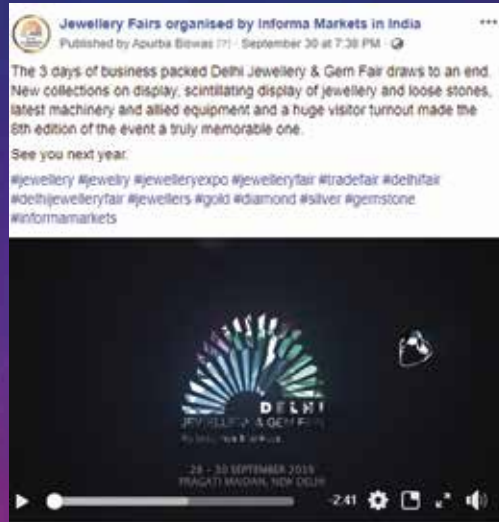 Jewellery Fairs organised by Informa Markets in India
Published by Apurba Biswas [?] · September 30 at 7:38 PM ·
The 3 days of business packed Delhi Jewellery & Gem Fair draws to an end.
New collections on display, scintillating display of jewellery and loose stones,
latest machinery and allied equipment and a huge visitor turnout made the
8th edition of the event a truly memorable one.
See you next year.
#jewellery #jewelry #jewelleryexpo #jewelleryfair #tradefair #delhifair
#delhijewelleryfair #jewellers #gold #diamond #silver #gemstone
#informamarkets
DELHI
JEWELLERY & GEM FAIR
28 - 30 SEPTEMBER 2019
PRAGATI MAIDAN, NEW DELHI
-2:41